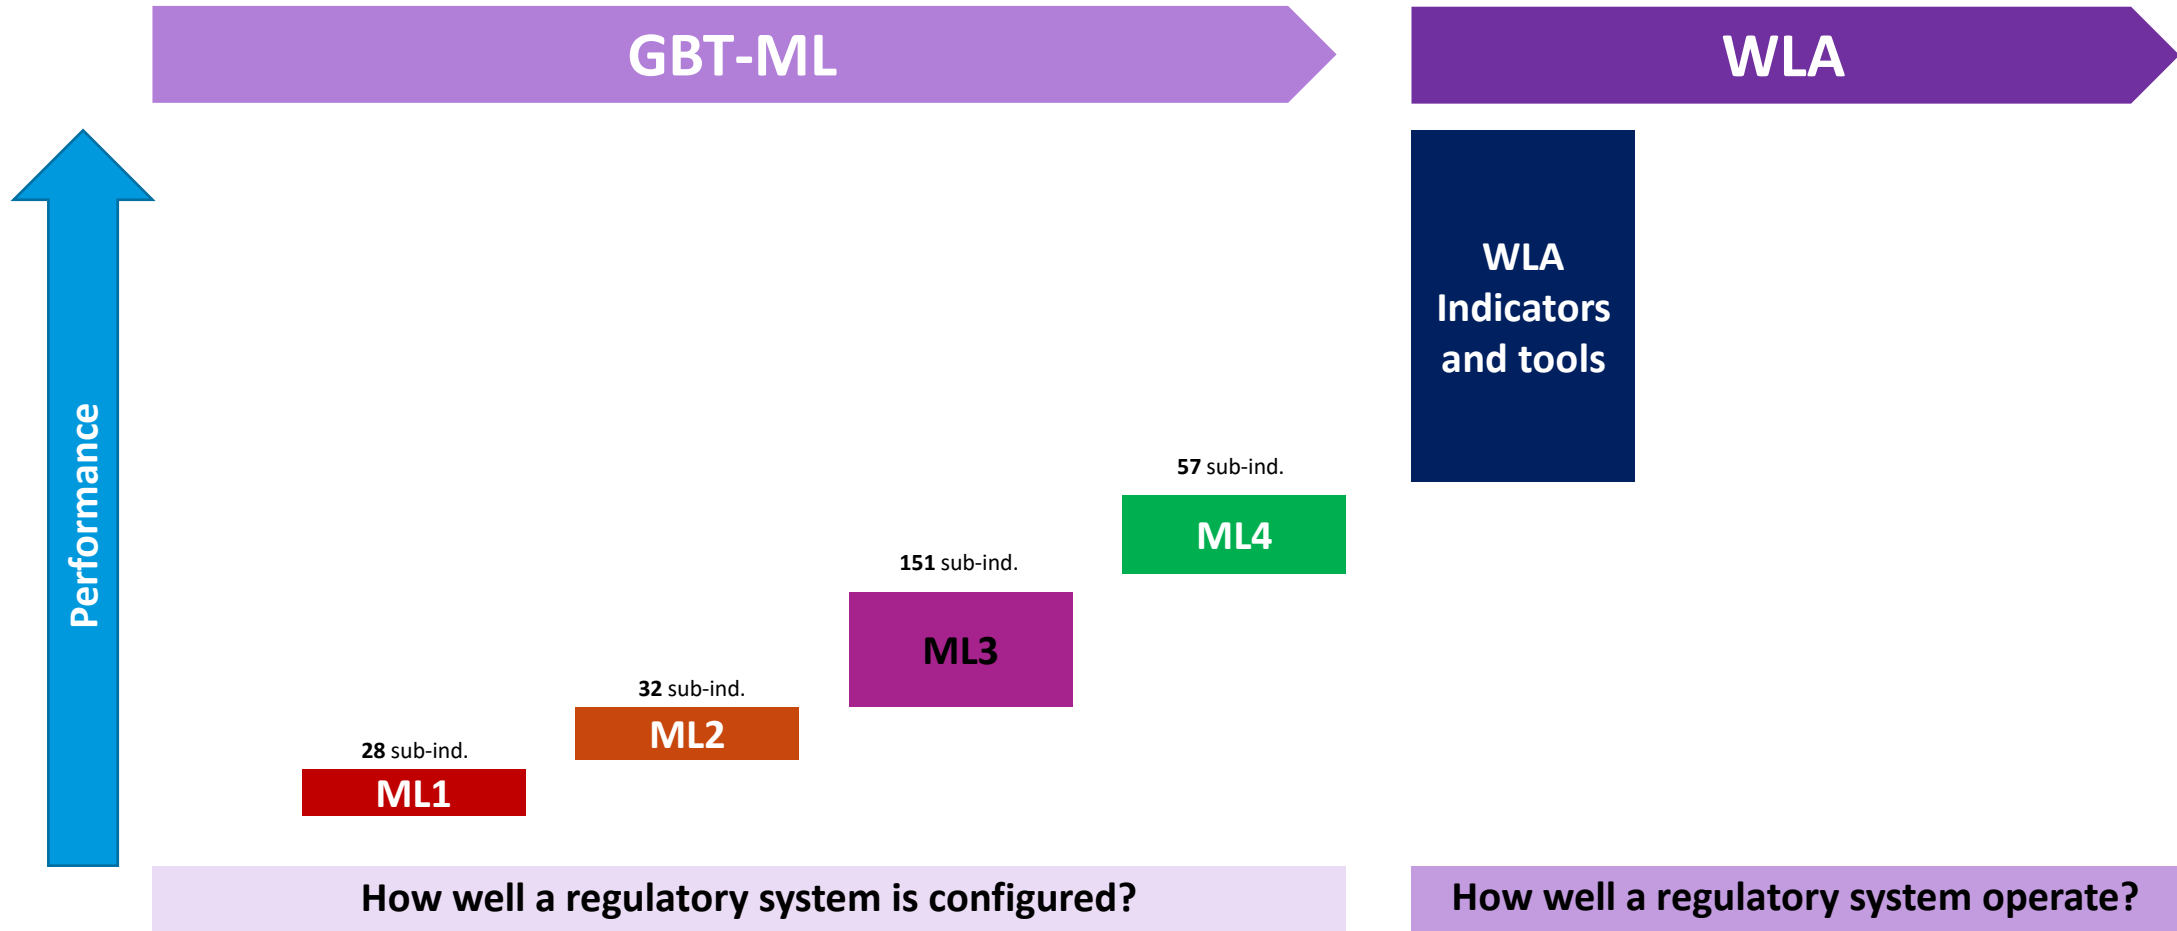 GBT-ML
WLA
Performance
WLA
Indicators
and tools
57 sub-ind.
ML4
151 sub-ind.
ML3
32 sub-ind.
ML2
28 sub-ind.
ML1
How well a regulatory system is configured?
How well a regulatory system operate?